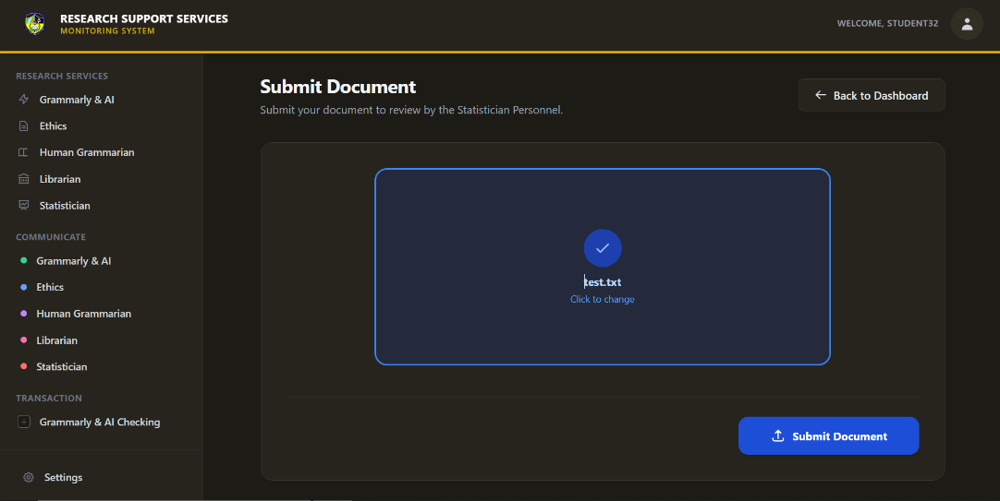 RESEARCH SUPPORT SERVICES
MONITORING SYSTEM
WELCOME, STUDENT32
RESEARCH SERVICES
Grammarly & AI
Ethics
Human Grammarian
Librarian
Statistician
COMMUNICATE
Grammarly & AI
Ethics
Human Grammarian
Librarian
Statistician
TRANSACTION
Grammarly & AI Checking
Settings
Submit Document
Submit your document to review by the Statistician Personnel.
Back to Dashboard
test.txt
Click to change
Submit Document